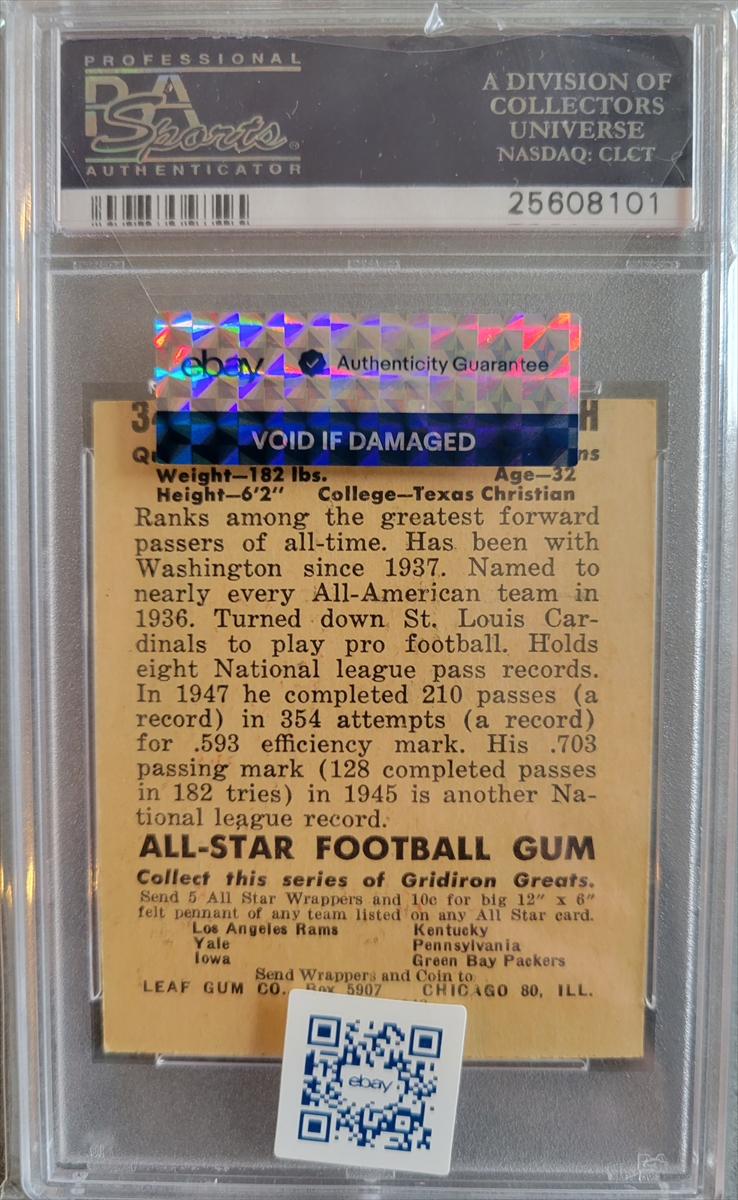 PROFESSIONAL
PSA
Sports®
AUTHENTICATOR
A DIVISION OF
COLLECTORS
UNIVERSE
NASDAQ: CLCT
25608101
ebay Authenticity Guarantee
VOID IF DAMAGED
Weight—182 lbs. Age—32
Height—6'2" College—Texas Christian
Ranks among the greatest forward
passers of all-time. Has been with
Washington since 1937. Named to
nearly every All-American team in
1936. Turned down St. Louis Car-
dinals to play pro football. Holds
eight National league pass records.
In 1947 he completed 210 passes (a
record) in 354 attempts (a record)
for .593 efficiency mark. His .703
passing mark (128 completed passes
in 182 tries) in 1945 is another Na-
tional league record.
ALL-STAR FOOTBALL GUM
Collect this series of Gridiron Greats.
Send 5 All Star Wrappers and 10c for big 12" x 6"
felt pennant of any team listed on any All Star card.
Los Angeles Rams Kentucky
Yale Pennsylvania
Iowa Green Bay Packers
Send Wrappers and Coin to
LEAF GUM CO. Box 5907 CHICAGO 80, ILL.
ebay